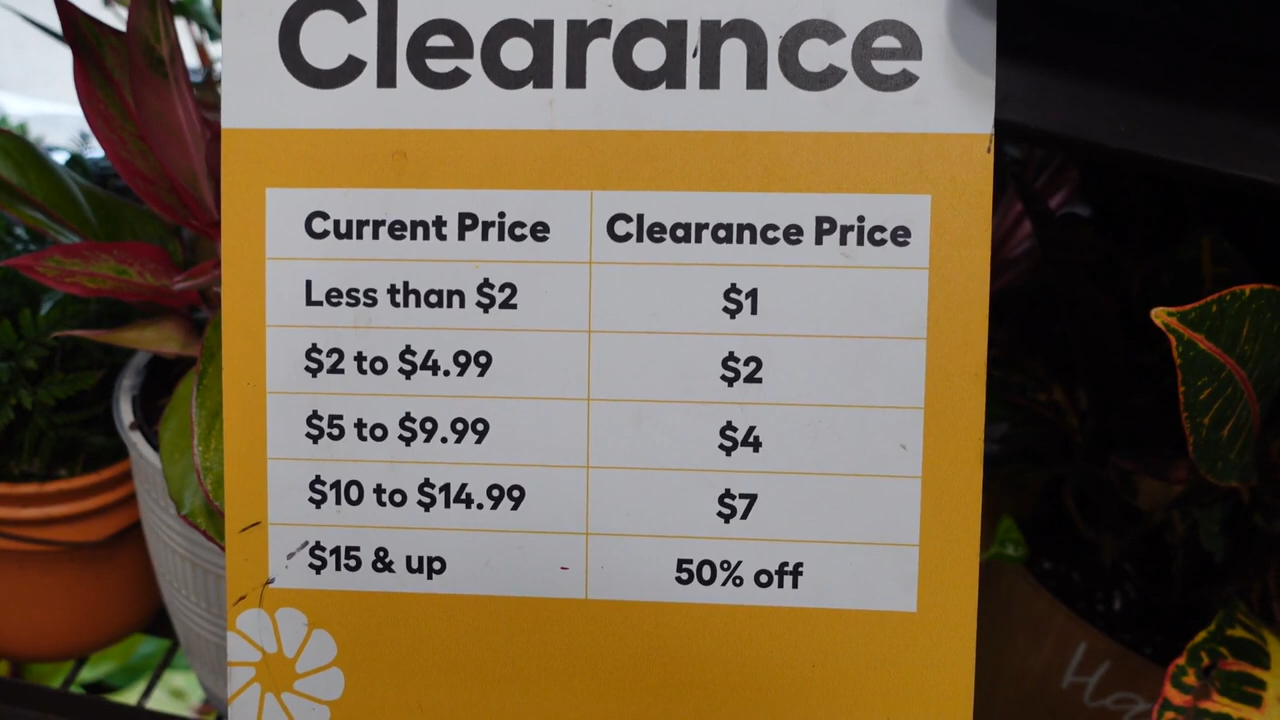 Clearance
Current Price Clearance Price
Less than $2 $1
$2 to $4.99 $2
$5 to $9.99 $4
$10 to $14.99 $7
$15 & up 50% off